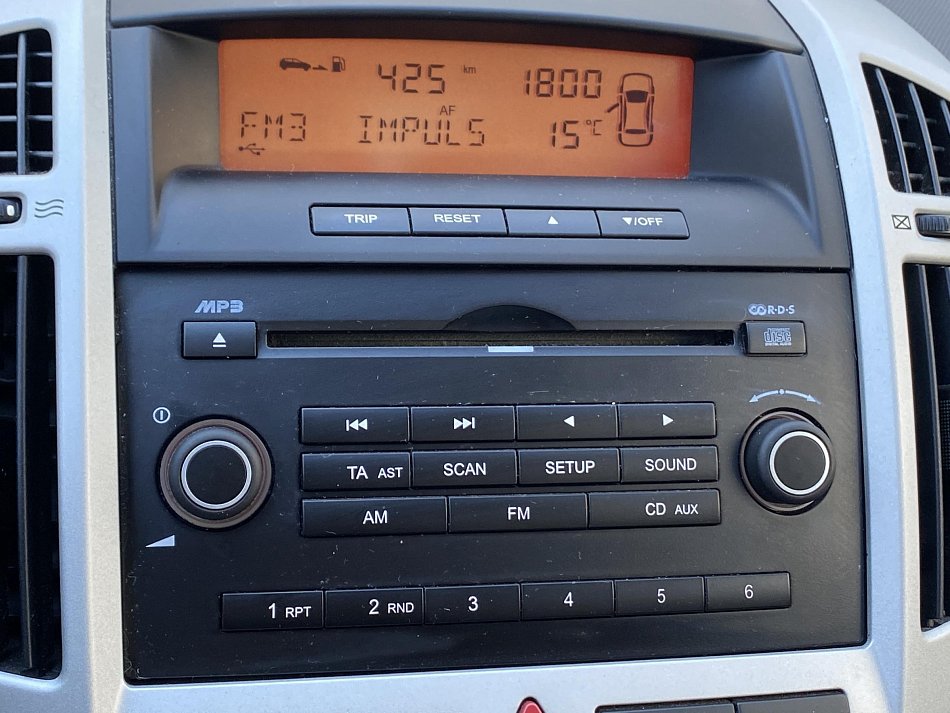 425 km 1800
AF
FM3 IMPULS 15°C
TRIP RESET ▲ ▼/OFF
MP3 R·D·S
disc
TA AST SCAN SETUP SOUND
AM FM CD AUX
1 RPT 2 RND 3 4 5 6